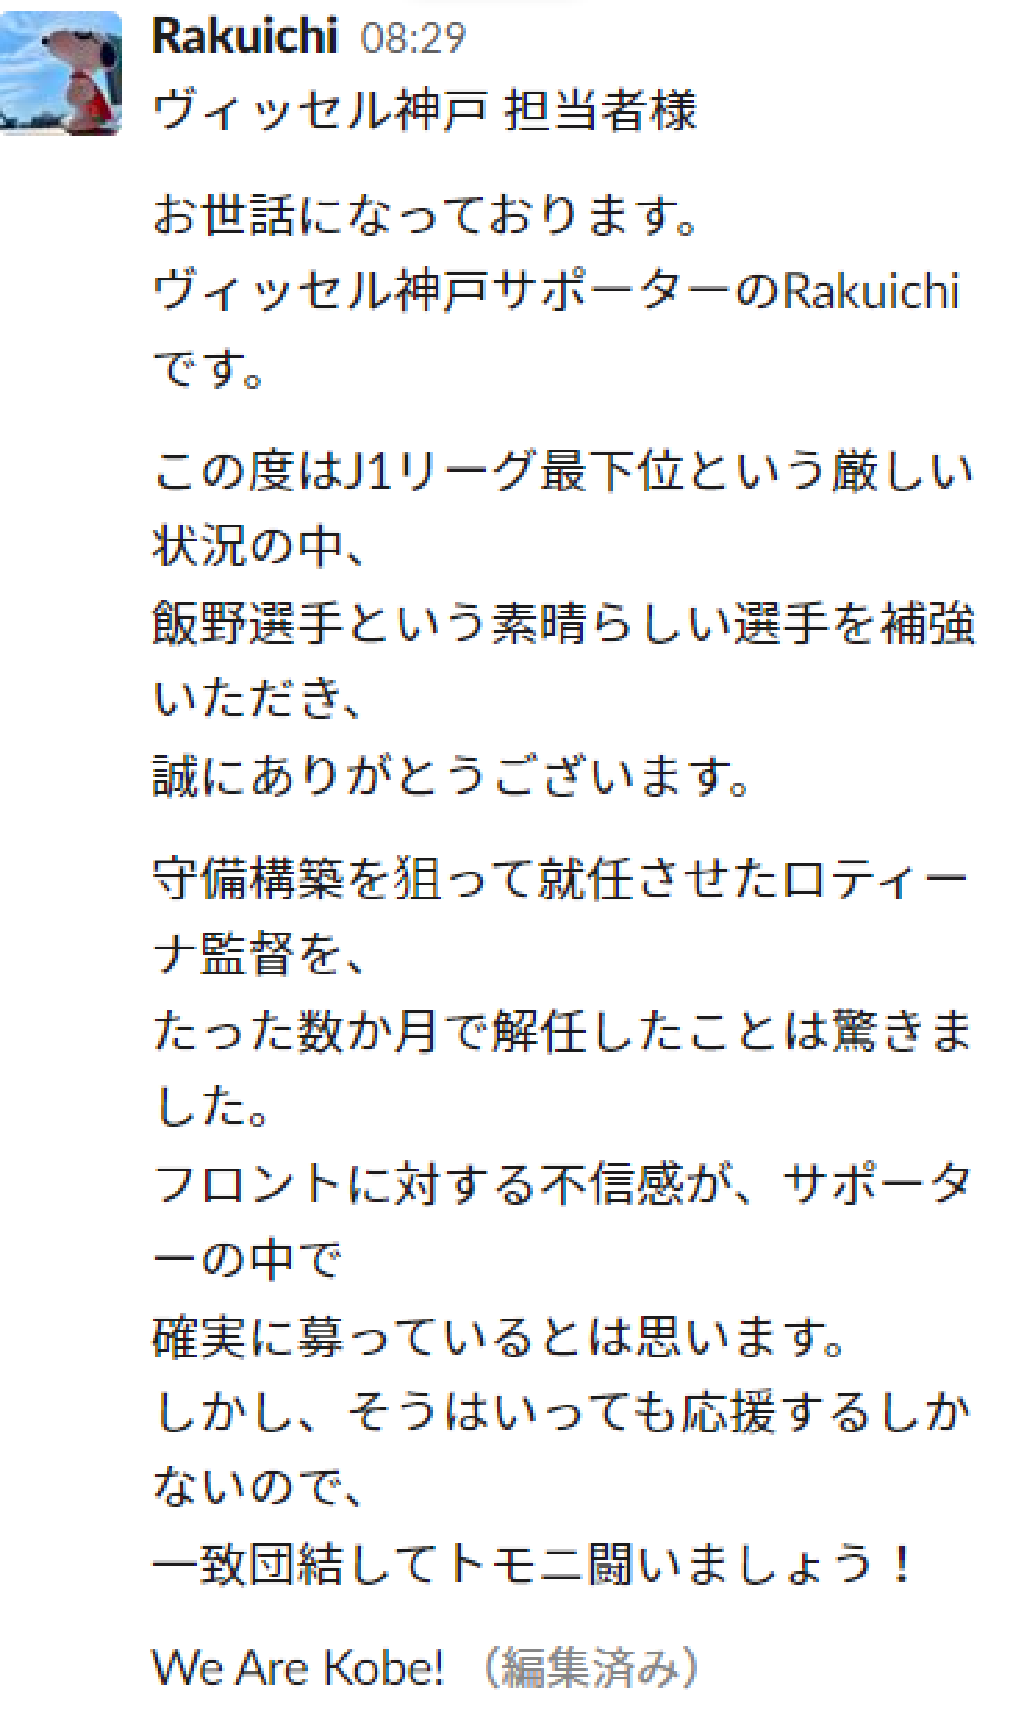 Rakuichi 08:29
ヴィッセル神戸 担当者様
お世話になっております。
ヴィッセル神戸サポーターのRakuichi
です。
この度はJ1リーグ最下位という厳しい
状況の中、
飯野選手という素晴らしい選手を補強
いただき、
誠にありがとうございます。
守備構築を狙って就任させたロティー
ナ監督を、
たった数か月で解任したことは驚きま
した。
フロントに対する不信感が、サポータ
ーの中で
確実に募っているとは思います。
しかし、そうはいっても応援するしか
ないので、
一致団結してトモニ闘いましょう！
We Are Kobe! （編集済み）